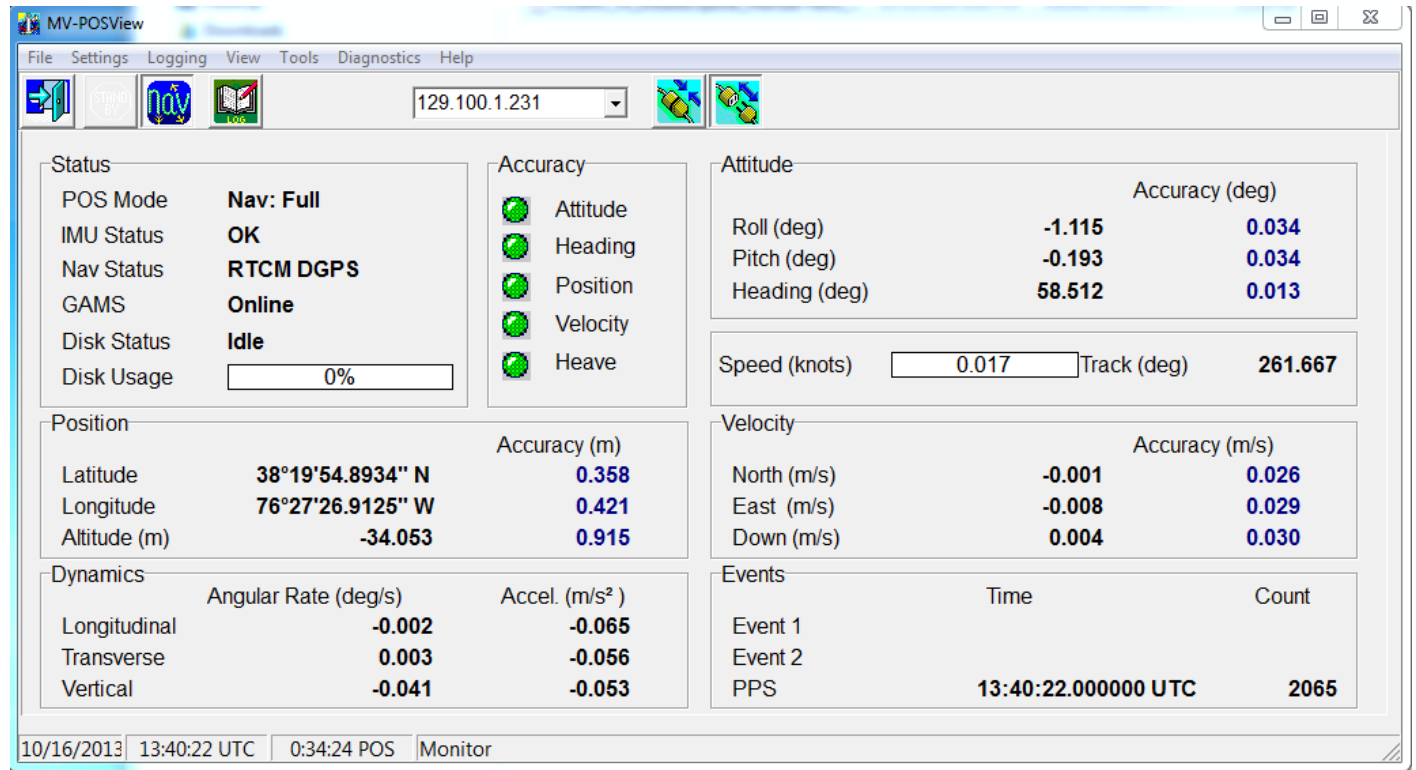 MV-POSView
File Settings Logging View Tools Diagnostics Help
STAND BY nav LOG 129.100.1.231
Status
POS Mode Nav: Full
IMU Status OK
Nav Status RTCM DGPS
GAMS Online
Disk Status Idle
Disk Usage 0%
Accuracy
Attitude
Heading
Position
Velocity
Heave
Attitude
Accuracy (deg)
Roll (deg) -1.115 0.034
Pitch (deg) -0.193 0.034
Heading (deg) 58.512 0.013
Speed (knots) 0.017 Track (deg) 261.667
Position
Accuracy (m)
Latitude 38°19'54.8934'' N 0.358
Longitude 76°27'26.9125'' W 0.421
Altitude (m) -34.053 0.915
Velocity
Accuracy (m/s)
North (m/s) -0.001 0.026
East (m/s) -0.008 0.029
Down (m/s) 0.004 0.030
Dynamics
Angular Rate (deg/s) Accel. (m/s²)
Longitudinal -0.002 -0.065
Transverse 0.003 -0.056
Vertical -0.041 -0.053
Events
Time Count
Event 1
Event 2
PPS 13:40:22.000000 UTC 2065
10/16/2013 13:40:22 UTC 0:34:24 POS Monitor